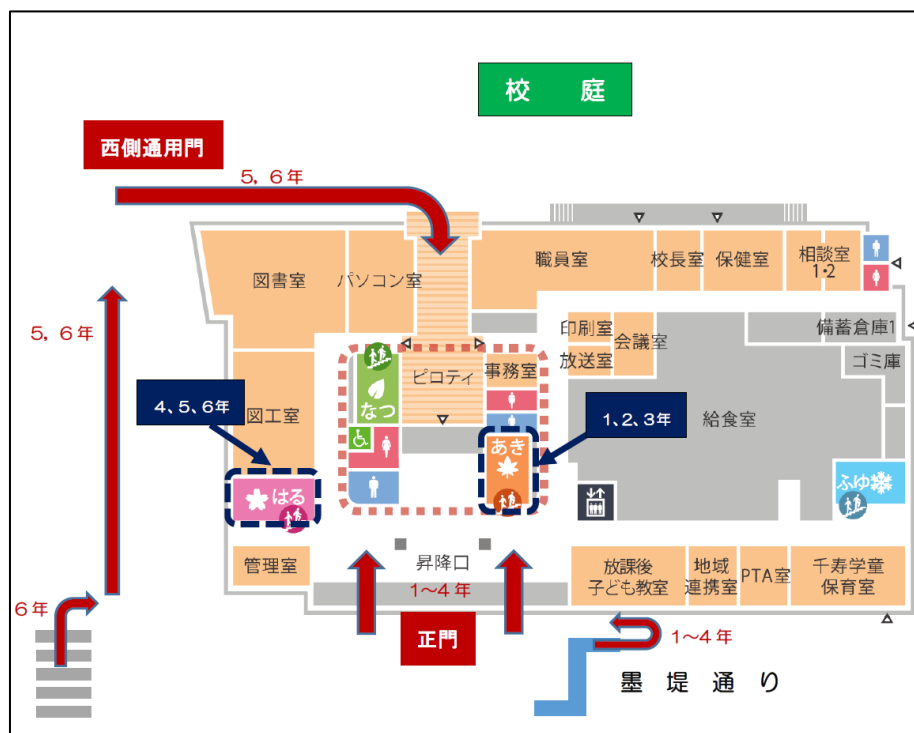 校　庭
西側通用門
5，6年
図書室
パソコン室
職員室
校長室
保健室
相談室
1・2
5，6年
印刷室
放送室
会議室
備蓄倉庫1
ゴミ庫
ピロティ
事務室
なつ
4、5、6年
図工室
1、2、3年
給食室
あき
はる
ふゆ
管理室
昇降口
1～4年
放課後
子ども教室
地域
連携室
PTA室
千寿学童
保育室
6年
正門
1～4年
墨堤通り